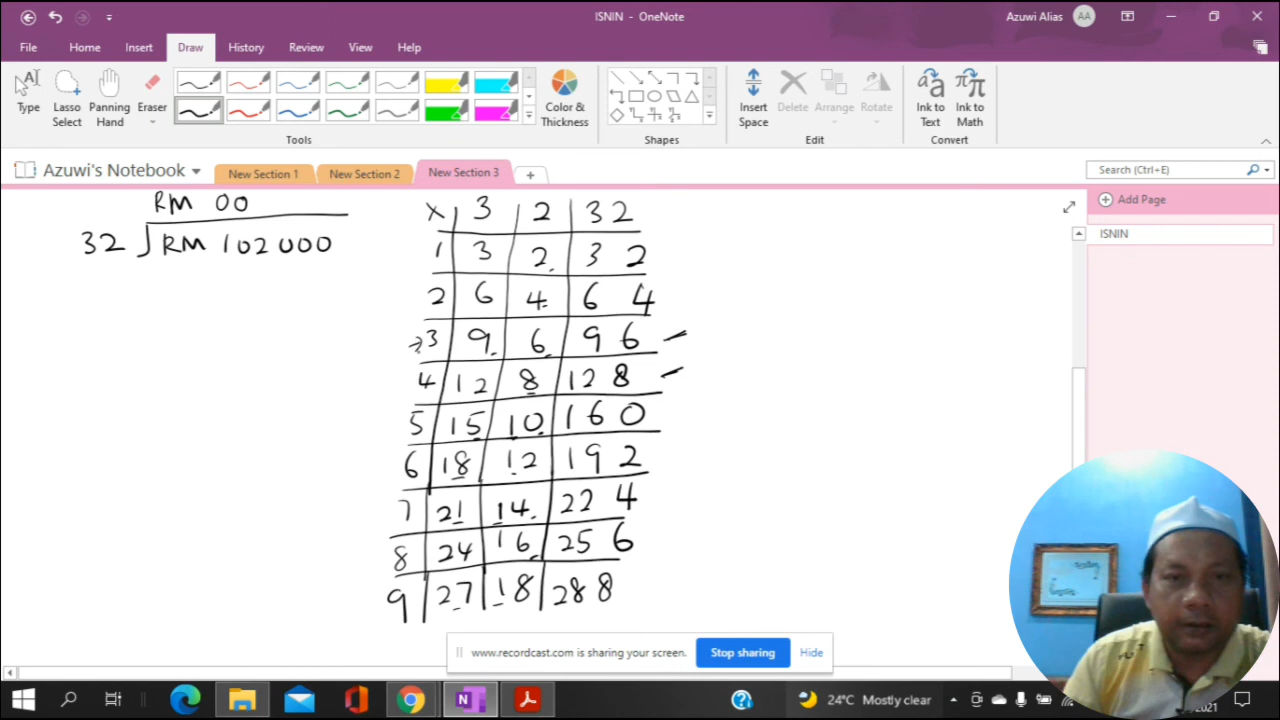 ISNIN - OneNote
Azuwi Alias AA
File Home Insert Draw History Review View Help
Type Lasso Select Panning Hand Eraser
Color & Thickness
Insert Space Delete Arrange Rotate
Ink to Text Ink to Math
Tools Shapes Edit Convert
Azuwi's Notebook New Section 1 New Section 2 New Section 3 +
Search (Ctrl+E)
Add Page
ISNIN
RM 00
32 RM 102000
x 3 2 32
1 3 2 32
2 6 4 64
3 9 6 96
4 12 8 128
5 15 10 160
6 18 12 192
7 21 14 224
8 24 16 256
9 27 18 288
www.recordcast.com is sharing your screen. Stop sharing Hide
24°C Mostly clear
2021